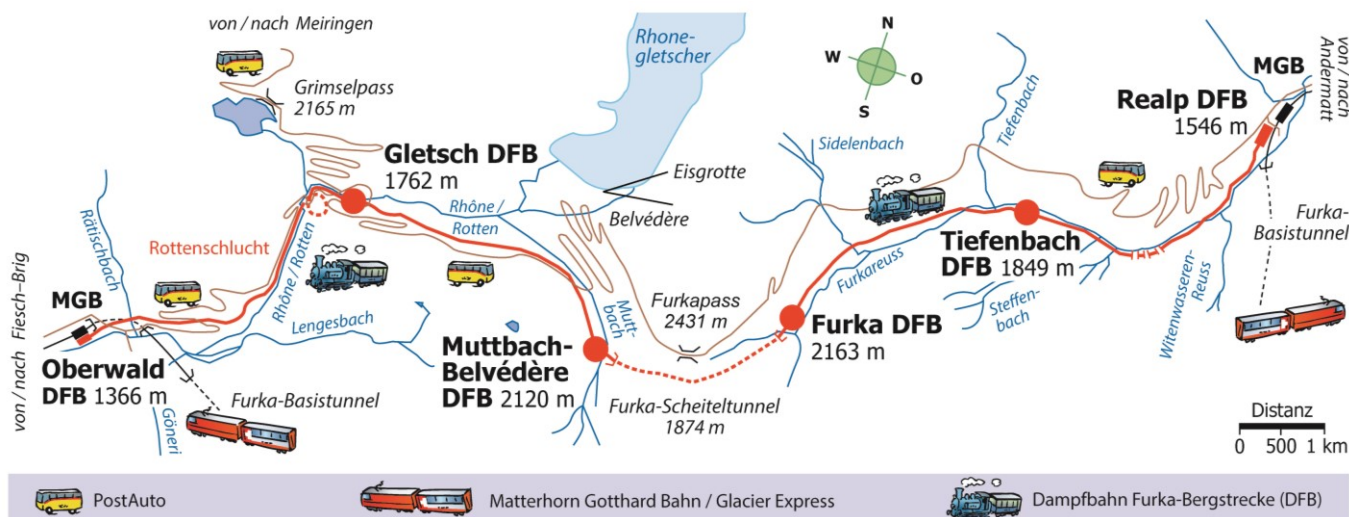 von / nach Meiringen
Grimselpass
2165 m
Rhone-
gletscher
N
W
O
S
Gletsch DFB
1762 m
Eisgrotte
Belvédère
Sidelenbach
Tiefenbach
MGB
von / nach
Andermatt
Realp DFB
1546 m
Rätischbach
Rottenschlucht
Rhône / Rotten
Rhône /
Rotten
Lengesbach
Mutt-
bach
Furkapass
2431 m
Furkareuss
Tiefenbach
DFB 1849 m
Steffen-
bach
Witenwasseren-
Reuss
Furka-
Basistunnel
von / nach Fiesch–Brig
MGB
Oberwald
DFB 1366 m
Göneri
Furka-Basistunnel
Muttbach-
Belvédère
DFB 2120 m
Furka-Scheiteltunnel
1874 m
Furka DFB
2163 m
Distanz
0 500 1 km
PostAuto
Matterhorn Gotthard Bahn / Glacier Express
Dampfbahn Furka-Bergstrecke (DFB)